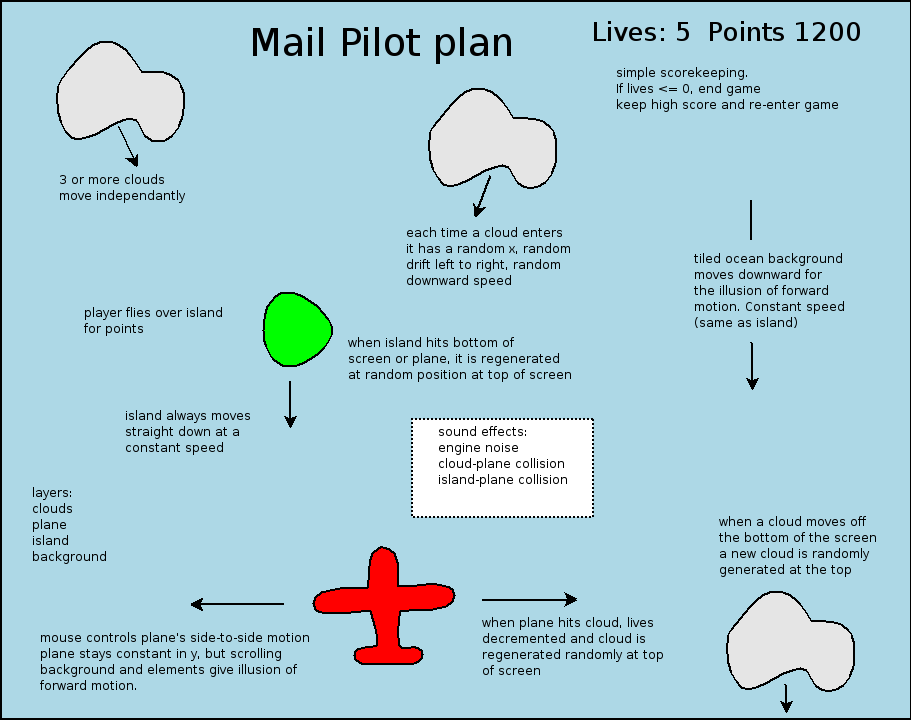 Mail Pilot plan
Lives: 5  Points 1200
simple scorekeeping.
If lives <= 0, end game
keep high score and re-enter game
3 or more clouds
move independantly
each time a cloud enters
it has a random x, random
drift left to right, random
downward speed
tiled ocean background
moves downward for
the illusion of forward
motion. Constant speed
(same as island)
player flies over island
for points
when island hits bottom of
screen or plane, it is regenerated
at random position at top of screen
island always moves
straight down at a
constant speed
sound effects:
engine noise
cloud-plane collision
island-plane collision
layers:
clouds
plane
island
background
when a cloud moves off
the bottom of the screen
a new cloud is randomly
generated at the top
mouse controls plane's side-to-side motion
plane stays constant in y, but scrolling
background and elements give illusion of
forward motion.
when plane hits cloud, lives
decremented and cloud is
regenerated randomly at top
of screen